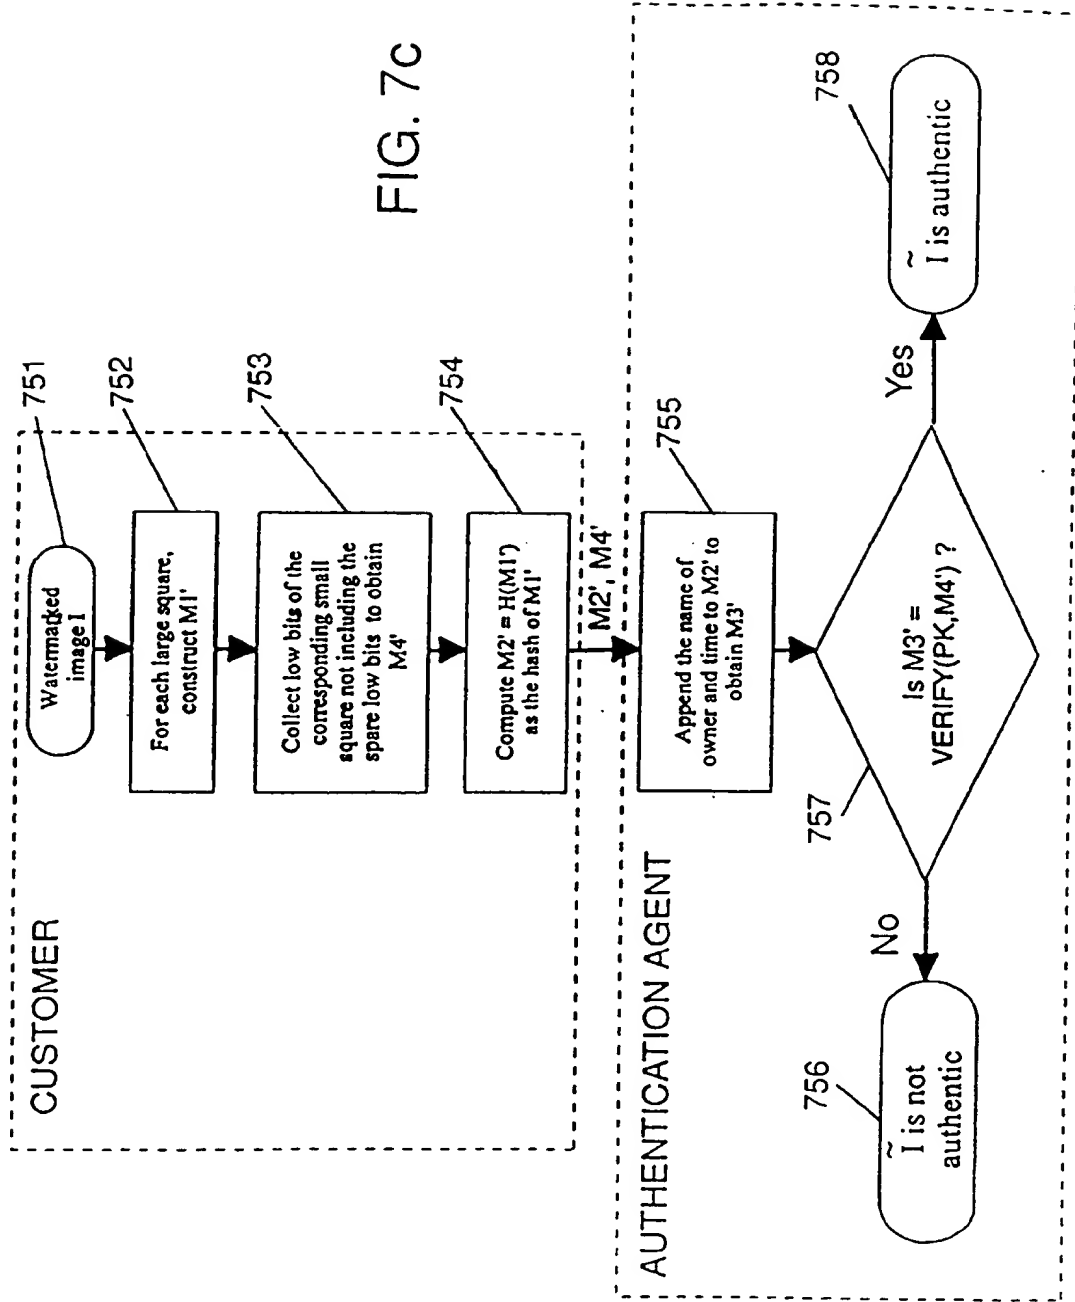 FIG. 7c
CUSTOMER
751
Watermarked
image I
752
For each large square,
construct M1'
753
Collect low bits of the
corresponding small
square not including the
spare low bits to obtain
M4'
754
Compute M2' = H(M1')
as the hash of M1'
M2', M4'
AUTHENTICATION AGENT
755
Append the name of
owner and time to M2' to
obtain M3'
757
Is M3' =
VERIFY(PK,M4') ?
No
Yes
756
Ĩ is not
authentic
758
Ĩ is authentic